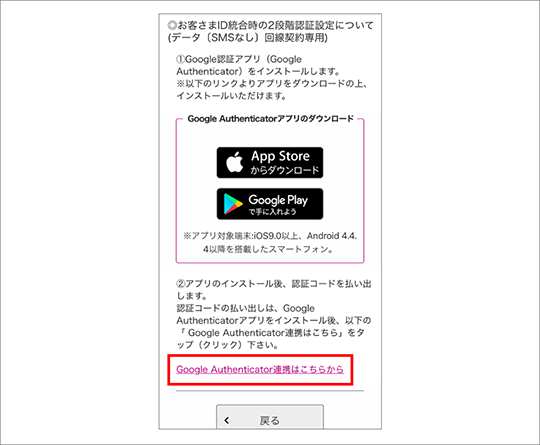 ◎お客さまID統合時の2段階認証設定について
(データ〔SMSなし〕回線契約専用)
①Google認証アプリ（Google
Authenticator）をインストールします。
※以下のリンクよりアプリをダウンロードの上、
インストールいただけます。
Google Authenticatorアプリのダウンロード
App Store
からダウンロード
Google Play
で手に入れよう
※アプリ対象端末:iOS9.0以上、Android 4.4.
4以降を搭載したスマートフォン。
②アプリのインストール後、認証コードを払い出
します。
認証コードの払い出しは、Google
Authenticatorアプリをインストール後、以下の
「 Google Authenticator連携はこちら」をタ
ップ（クリック）下さい。
Google Authenticator連携はこちらから
戻る